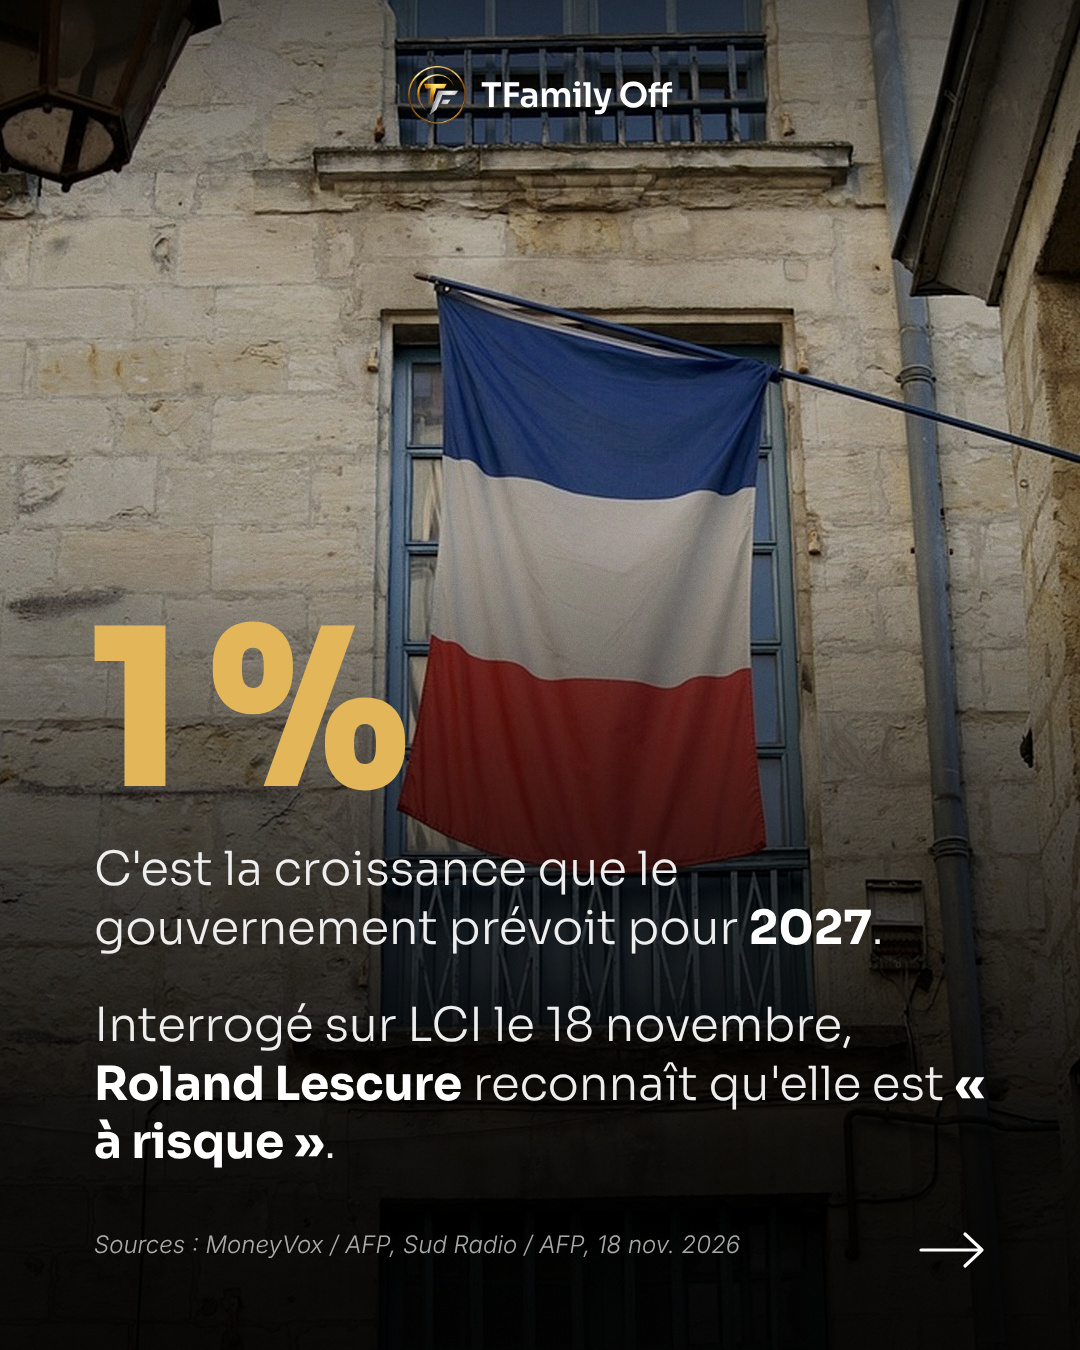 TFamily Off
1 %
C'est la croissance que le
gouvernement prévoit pour 2027.
Interrogé sur LCI le 18 novembre,
Roland Lescure reconnaît qu'elle est «
à risque ».
Sources : MoneyVox / AFP, Sud Radio / AFP, 18 nov. 2026